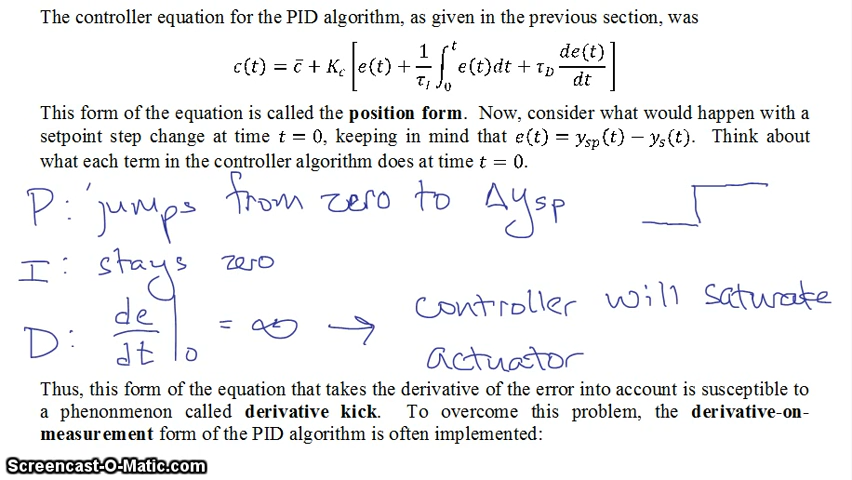 The controller equation for the PID algorithm, as given in the previous section, was
c(t) = c̄ + K_c [ e(t) + 1/τ_I ∫_0^t e(t)dt + τ_D de(t)/dt ]
This form of the equation is called the position form. Now, consider what would happen with a
setpoint step change at time t = 0, keeping in mind that e(t) = y_sp(t) − y_s(t). Think about
what each term in the controller algorithm does at time t = 0.
P: jumps from zero to Δysp
I: stays zero
D: de/dt|_0 = ∞ → controller will saturate
actuator
Thus, this form of the equation that takes the derivative of the error into account is susceptible to
a phenonmenon called derivative kick. To overcome this problem, the derivative-on-
measurement form of the PID algorithm is often implemented:
Screencast-O-Matic.com